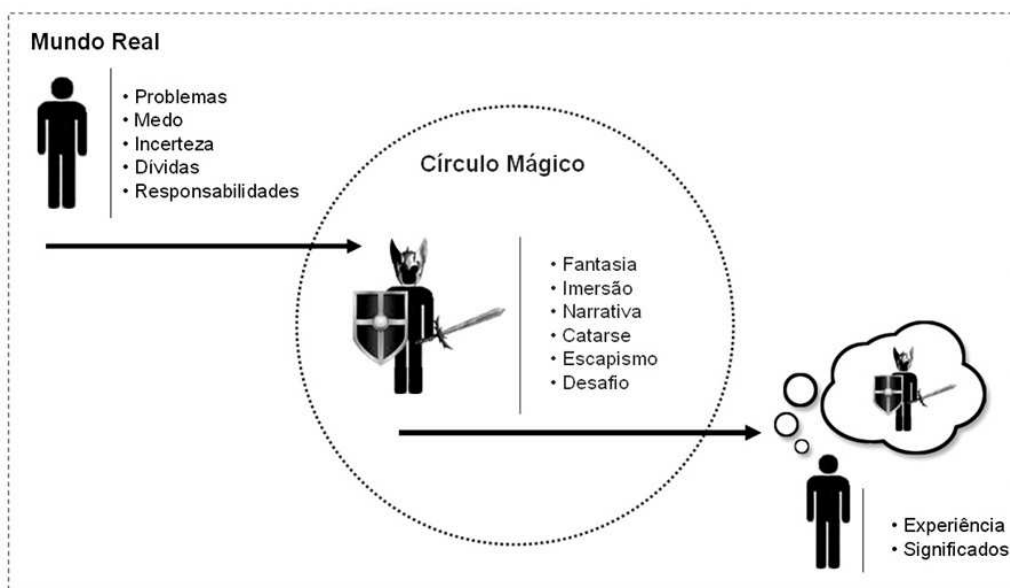 Mundo Real
• Problemas
• Medo
• Incerteza
• Dívidas
• Responsabilidades
Círculo Mágico
• Fantasia
• Imersão
• Narrativa
• Catarse
• Escapismo
• Desafio
• Experiência
• Significados